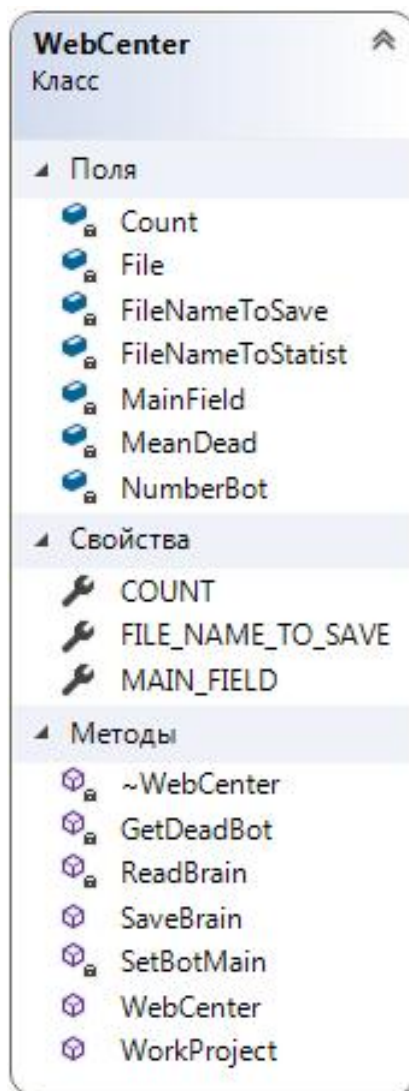 WebCenter
Класс
Поля
Count
File
FileNameToSave
FileNameToStatist
MainField
MeanDead
NumberBot
Свойства
COUNT
FILE_NAME_TO_SAVE
MAIN_FIELD
Методы
~WebCenter
GetDeadBot
ReadBrain
SaveBrain
SetBotMain
WebCenter
WorkProject